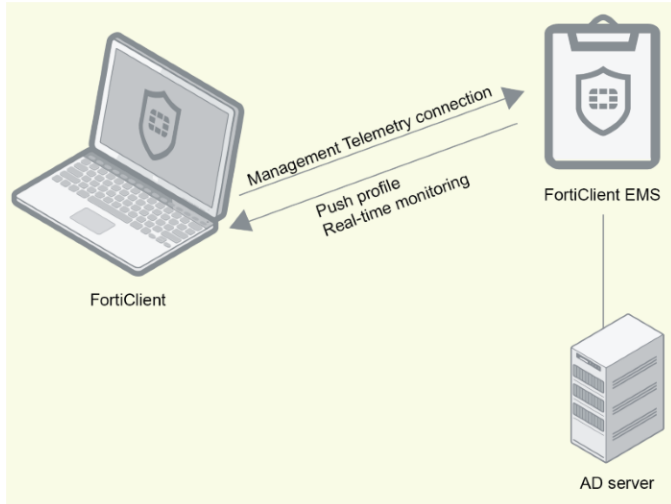 Management Telemetry connection
Push profile
Real-time monitoring
FortiClient EMS
FortiClient
AD server